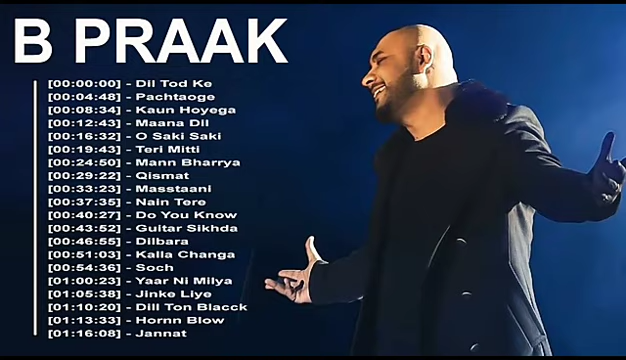 B PRAAK
[00:00:00] - Dil Tod Ke
[00:04:48] - Pachtaoge
[00:08:34] - Kaun Hoyega
[00:12:43] - Maana Dil
[00:16:32] - O Saki Saki
[00:19:43] - Teri Mitti
[00:24:50] - Mann Bharrya
[00:29:22] - Qismat
[00:33:23] - Masstaani
[00:37:35] - Nain Tere
[00:40:27] - Do You Know
[00:43:52] - Guitar Sikhda
[00:46:55] - Dilbara
[00:51:03] - Kalla Changa
[00:54:36] - Soch
[01:00:23] - Yaar Ni Milya
[01:05:38] - Jinke Liye
[01:10:20] - Dill Ton Blacck
[01:13:33] - Hornn Blow
[01:16:08] - Jannat